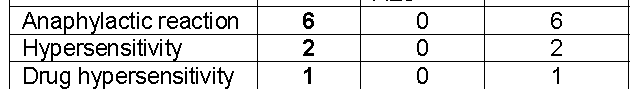 Anaphylactic reaction 6 0 6
Hypersensitivity 2 0 2
Drug hypersensitivity 1 0 1